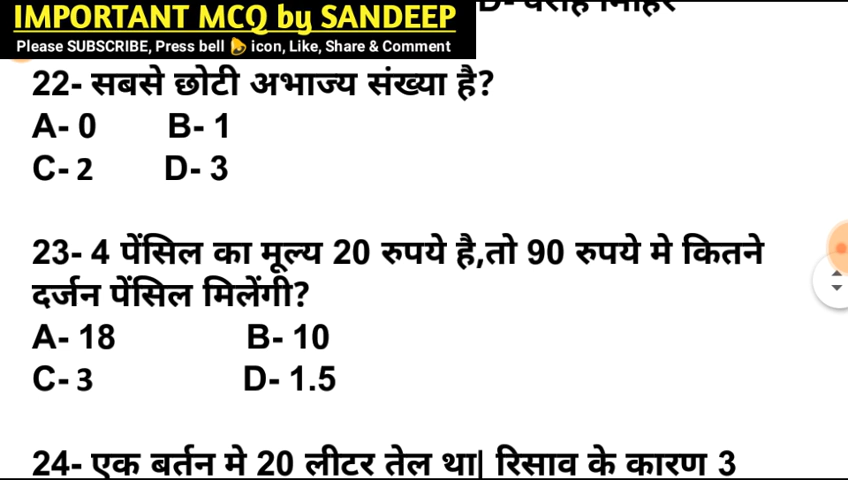 IMPORTANT MCQ by SANDEEP
Please SUBSCRIBE, Press bell icon, Like, Share & Comment
22- सबसे छोटी अभाज्य संख्या है?
A- 0 B- 1
C- 2 D- 3
23- 4 पेंसिल का मूल्य 20 रुपये है,तो 90 रुपये मे कितने
दर्जन पेंसिल मिलेंगी?
A- 18 B- 10
C- 3 D- 1.5
24- एक बर्तन मे 20 लीटर तेल था| रिसाव के कारण 3